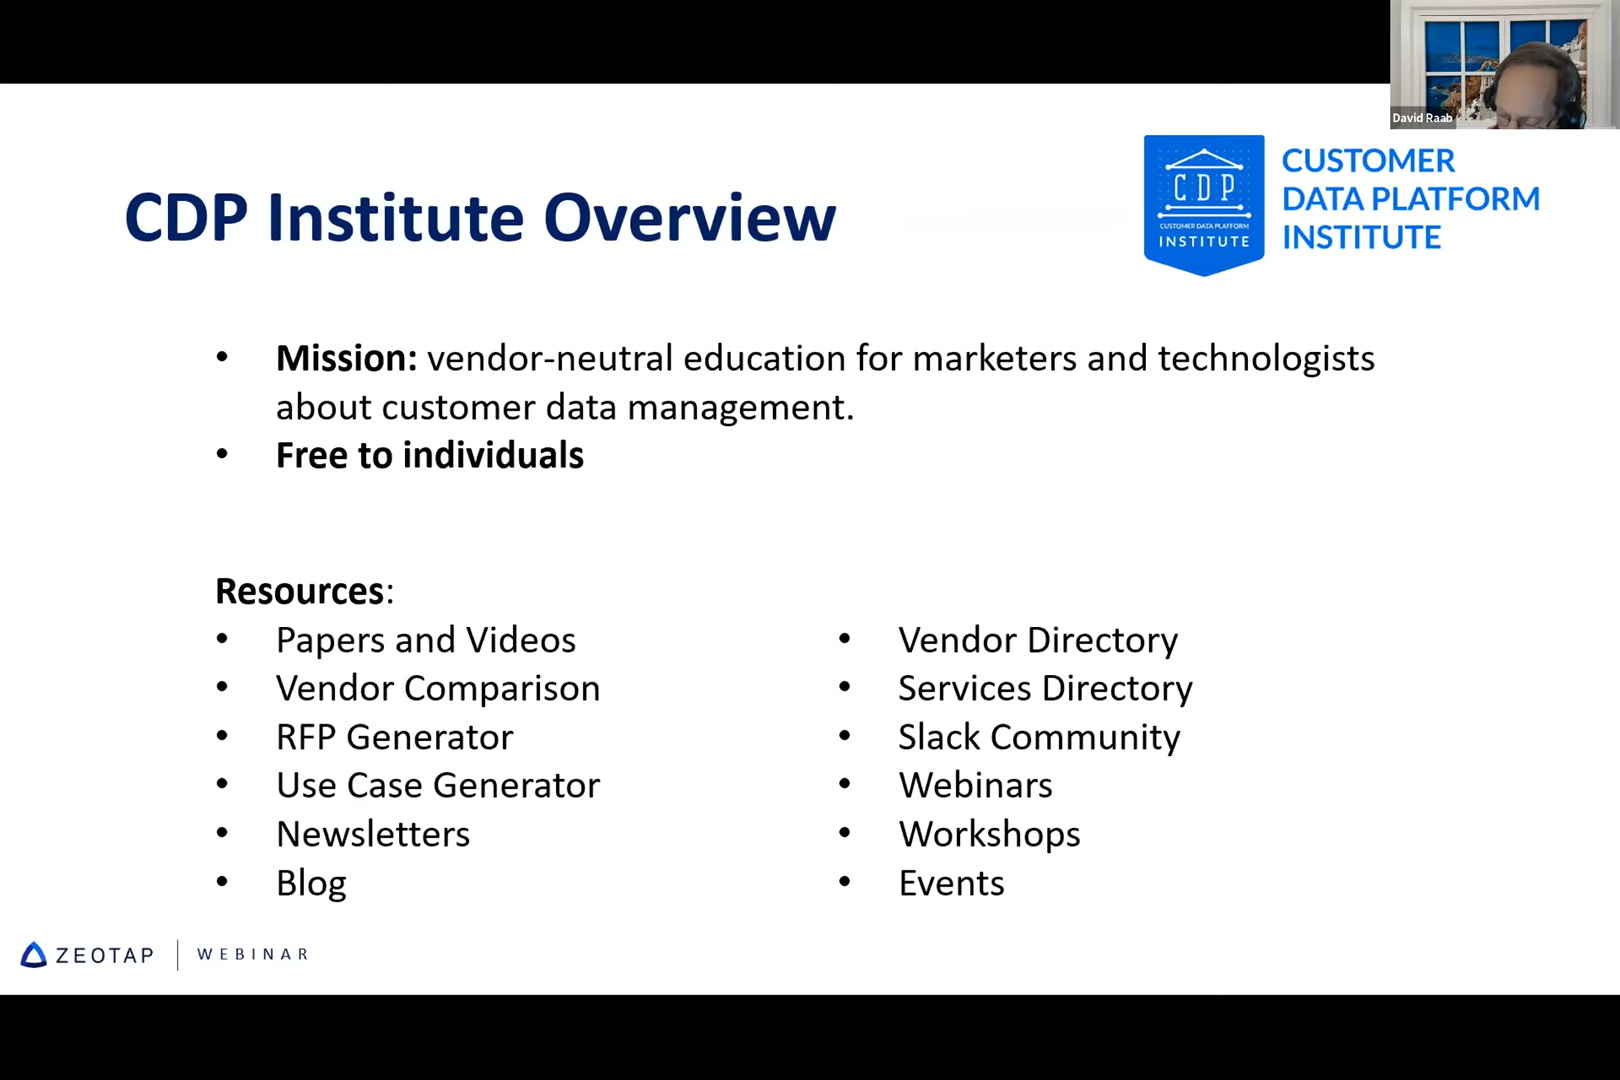 David Raab
CDP Institute Overview
CDP
CUSTOMER DATA PLATFORM
INSTITUTE
CUSTOMER
DATA PLATFORM
INSTITUTE
• Mission: vendor-neutral education for marketers and technologists
about customer data management.
• Free to individuals
Resources:
• Papers and Videos
• Vendor Comparison
• RFP Generator
• Use Case Generator
• Newsletters
• Blog
• Vendor Directory
• Services Directory
• Slack Community
• Webinars
• Workshops
• Events
ZEOTAP | WEBINAR